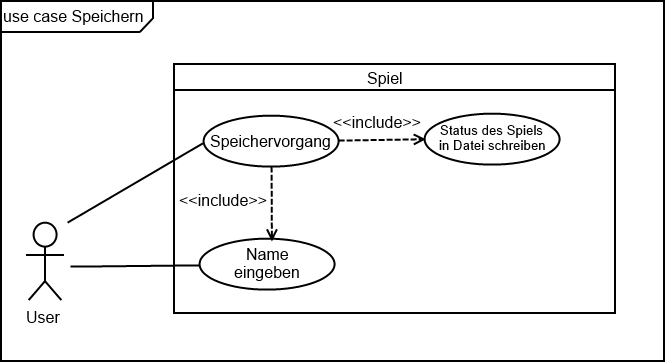 use case Speichern
Spiel
Speichervorgang
<<include>>
Status des Spiels
in Datei schreiben
<<include>>
Name
eingeben
User